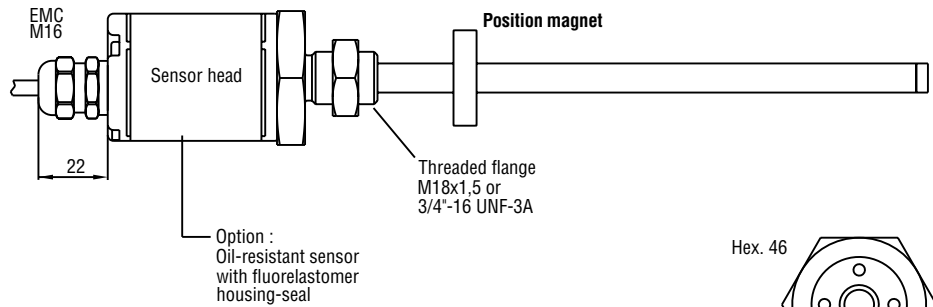 EMC
M16
Position magnet
Sensor head
22
Threaded flange
M18x1,5 or
3/4"-16 UNF-3A
Option :
Oil-resistant sensor
with fluorelastomer
housing-seal
Hex. 46